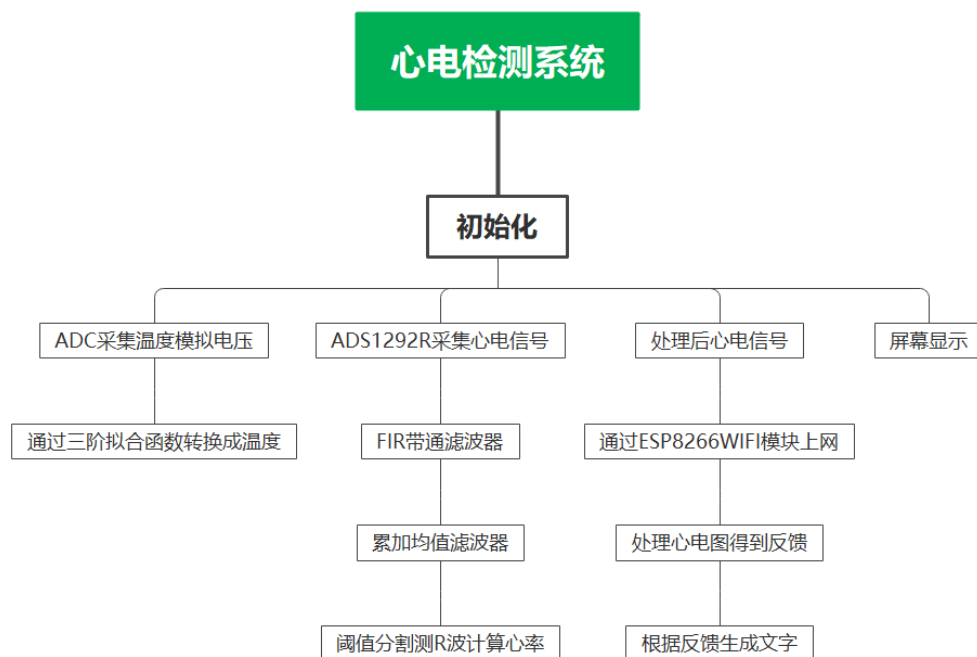 心电检测系统
初始化
ADC采集温度模拟电压
ADS1292R采集心电信号
处理后心电信号
屏幕显示
通过三阶拟合函数转换成温度
FIR带通滤波器
通过ESP8266WIFI模块上网
累加均值滤波器
处理心电图得到反馈
阈值分割测R波计算心率
根据反馈生成文字